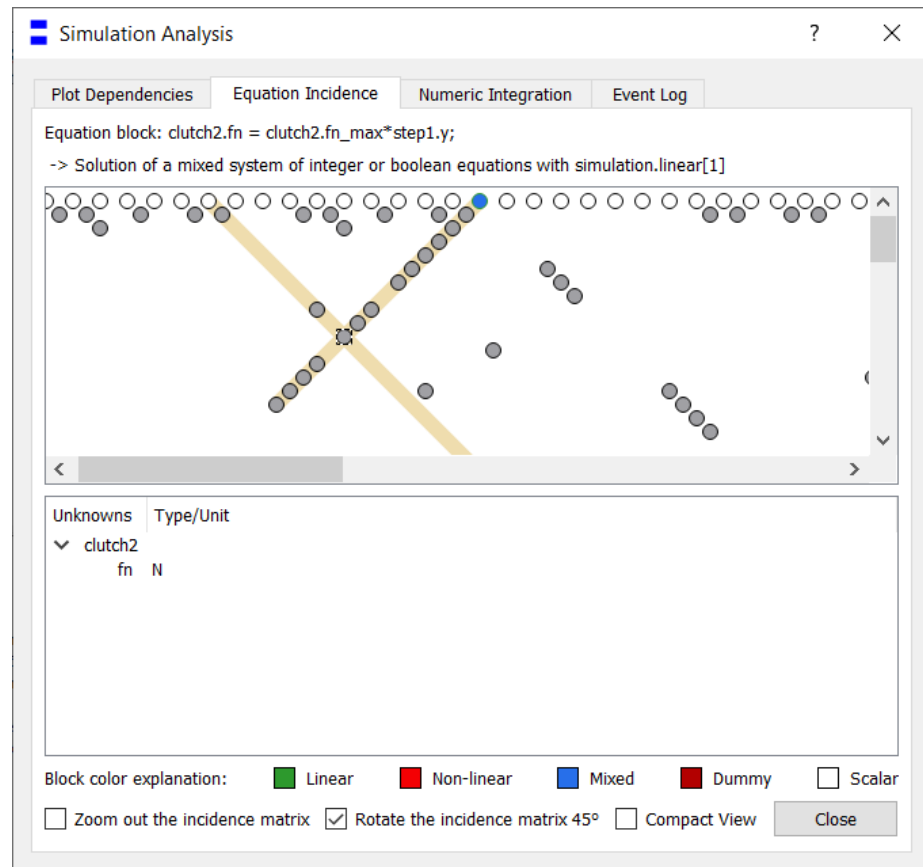 Simulation Analysis
Plot Dependencies Equation Incidence Numeric Integration Event Log
Equation block: clutch2.fn = clutch2.fn_max*step1.y;
-> Solution of a mixed system of integer or boolean equations with simulation.linear[1]
Unknowns Type/Unit
clutch2
fn N
Block color explanation: Linear Non-linear Mixed Dummy Scalar
Zoom out the incidence matrix Rotate the incidence matrix 45° Compact View Close